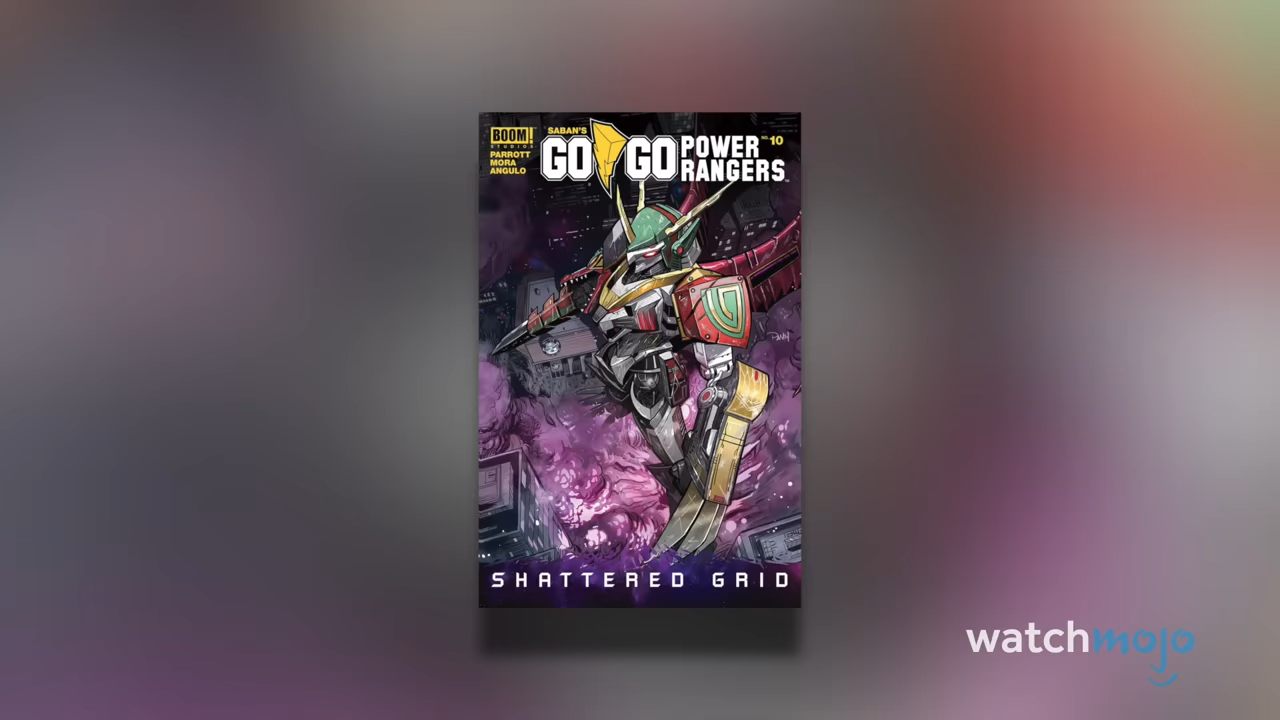 BOOM!
STUDIOS
PARROTT
MORA
ANGULO
SABAN'S
GO GO POWER RANGERS
NO. 10
SHATTERED GRID
watchmojo